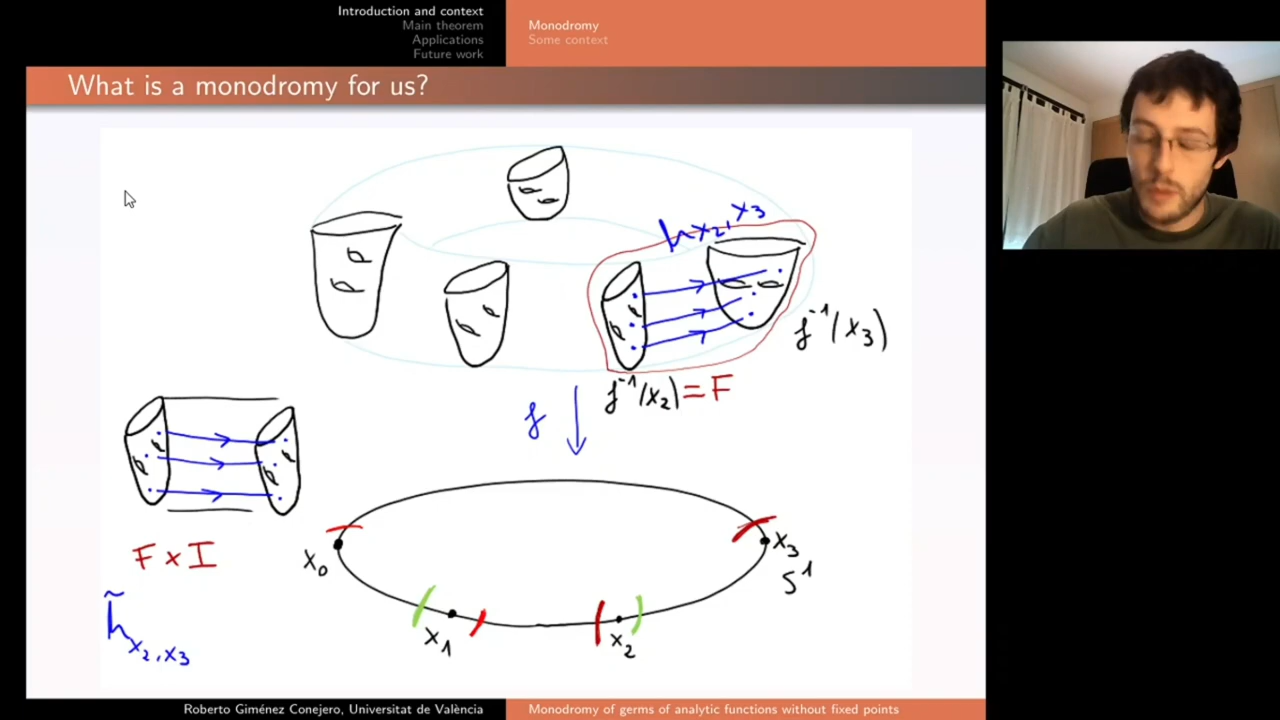 Introduction and context
Main theorem
Applications
Future work
Monodromy
Some context
What is a monodromy for us?
h x₂, x₃
f⁻¹(x₃)
f⁻¹(x₂) = F
f
F × I
x₀
x₃
S¹
x₁
x₂
h̃ x₂, x₃
Roberto Giménez Conejero, Universitat de València
Monodromy of germs of analytic functions without fixed points